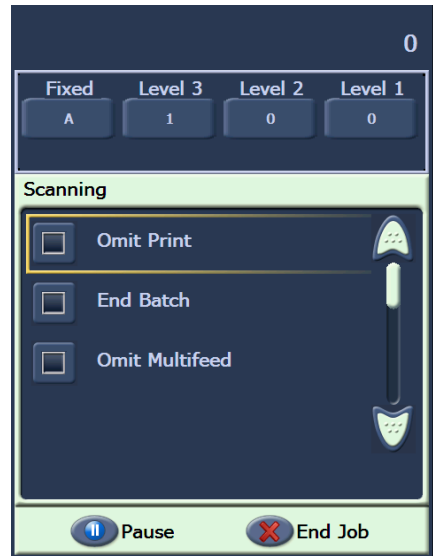 0
Fixed Level 3 Level 2 Level 1
A 1 0 0
Scanning
Omit Print
End Batch
Omit Multifeed
Pause End Job